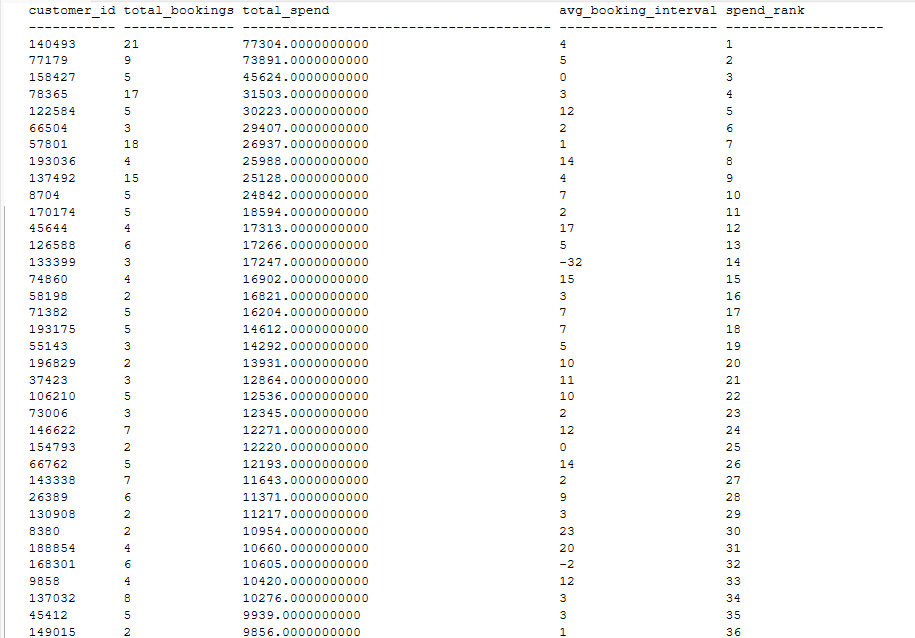 customer_id total_bookings total_spend avg_booking_interval spend_rank
----------- -------------- --------------------------------------- -------------------- --------------------
140493 21 77304.0000000000 4 1
77179 9 73891.0000000000 5 2
158427 5 45624.0000000000 0 3
78365 17 31503.0000000000 3 4
122584 5 30223.0000000000 12 5
66504 3 29407.0000000000 2 6
57801 18 26937.0000000000 1 7
193036 4 25988.0000000000 14 8
137492 15 25128.0000000000 4 9
8704 5 24842.0000000000 7 10
170174 5 18594.0000000000 2 11
45644 4 17313.0000000000 17 12
126588 6 17266.0000000000 5 13
133399 3 17247.0000000000 -32 14
74860 4 16902.0000000000 15 15
58198 2 16821.0000000000 3 16
71382 5 16204.0000000000 7 17
193175 5 14612.0000000000 7 18
55143 3 14292.0000000000 5 19
196829 2 13931.0000000000 10 20
37423 3 12864.0000000000 11 21
106210 5 12536.0000000000 10 22
73006 3 12345.0000000000 2 23
146622 7 12271.0000000000 12 24
154793 2 12220.0000000000 0 25
66762 5 12193.0000000000 14 26
143338 7 11643.0000000000 2 27
26389 6 11371.0000000000 9 28
130908 2 11217.0000000000 3 29
8380 2 10954.0000000000 23 30
188854 4 10660.0000000000 20 31
168301 6 10605.0000000000 -2 32
9858 4 10420.0000000000 12 33
137032 8 10276.0000000000 3 34
45412 5 9939.0000000000 3 35
149015 2 9856.0000000000 1 36